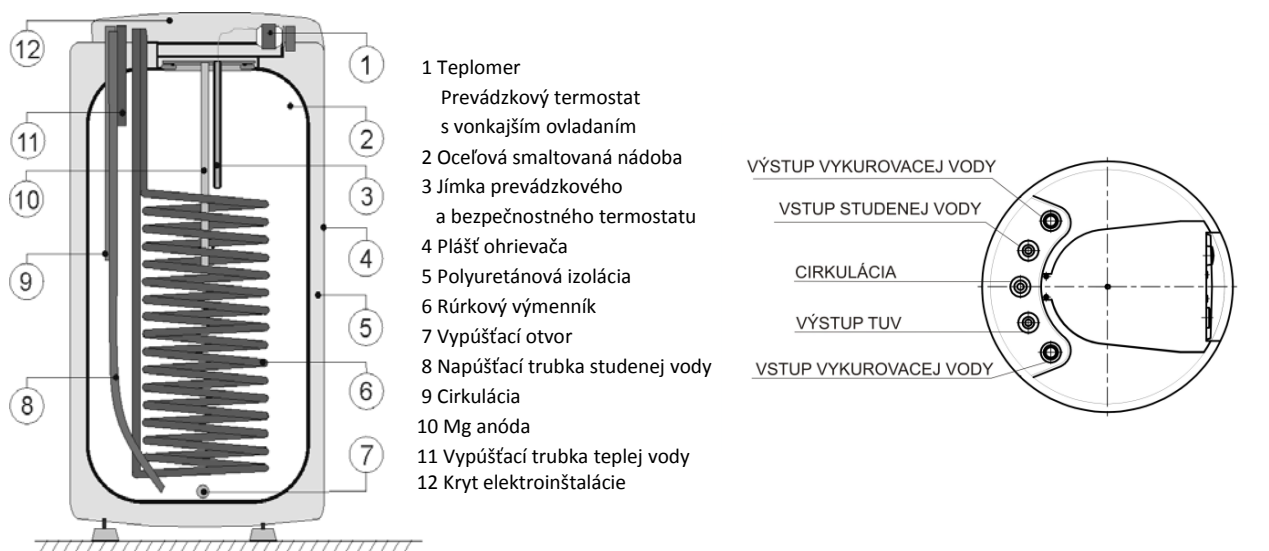 12
11
10
9
8
1
2
3
4
5
6
7
1 Teplomer
Prevádzkový termostat
s vonkajším ovladaním
2 Oceľová smaltovaná nádoba
3 Jímka prevádzkového
a bezpečnostného termostatu
4 Plášť ohrievača
5 Polyuretánová izolácia
6 Rúrkový výmenník
7 Vypúšťací otvor
8 Napúšťací trubka studenej vody
9 Cirkulácia
10 Mg anóda
11 Vypúšťací trubka teplej vody
12 Kryt elektroinštalácie
VÝSTUP VYKUROVACEJ VODY
VSTUP STUDENEJ VODY
CIRKULÁCIA
VÝSTUP TUV
VSTUP VYKUROVACEJ VODY